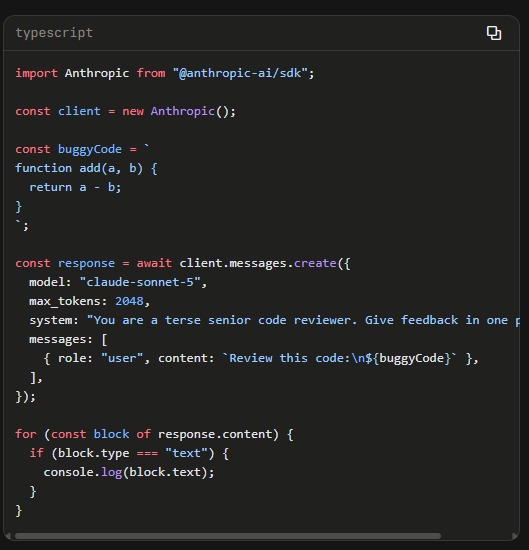 typescript
import Anthropic from "@anthropic-ai/sdk";
const client = new Anthropic();
const buggyCode = `
function add(a, b) {
  return a - b;
}
`;
const response = await client.messages.create({
  model: "claude-sonnet-5",
  max_tokens: 2048,
  system: "You are a terse senior code reviewer. Give feedback in one
  messages: [
    { role: "user", content: `Review this code:\n${buggyCode}` },
  ],
});
for (const block of response.content) {
  if (block.type === "text") {
    console.log(block.text);
  }
}